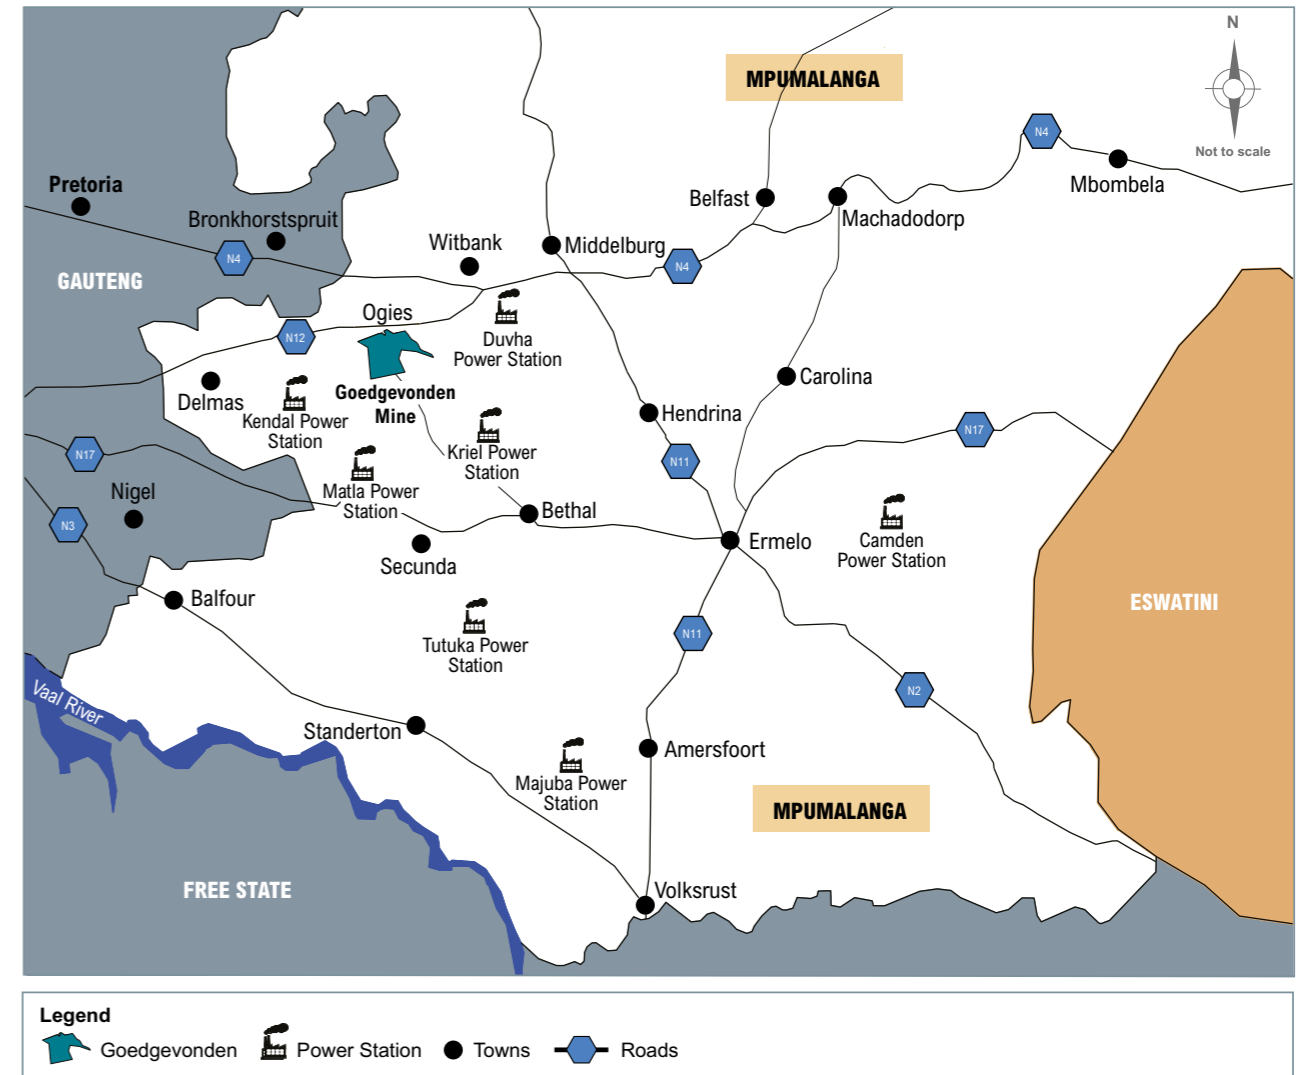 N
MPUMALANGA
N4
Not to scale
Mbombela
Pretoria
Belfast
Machadodorp
Bronkhorstspruit
Witbank
Middelburg
N4
N4
GAUTENG
Ogies
N12
Duvha
Power Station
Carolina
Delmas
Goedgevonden
Mine
Kendal Power
Station
Hendrina
N17
N17
Kriel Power
Station
N11
Nigel
Matla Power
Station
Bethal
N3
Ermelo
Camden
Power Station
Secunda
Balfour
ESWATINI
N11
Tutuka Power
Station
Vaal River
N2
Standerton
Amersfoort
Majuba Power
Station
MPUMALANGA
FREE STATE
Volksrust
Legend
Goedgevonden
Power Station
Towns
Roads